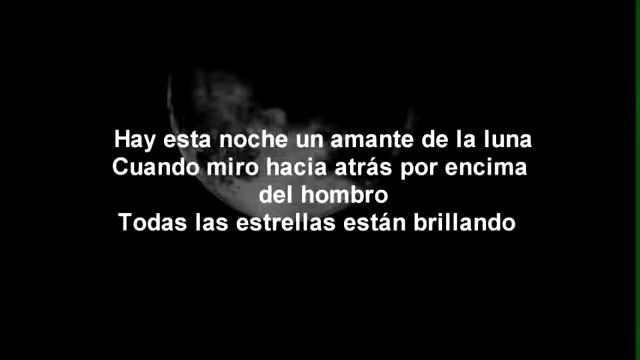 Hay esta noche un amante de la luna
Cuando miro hacia atrás por encima
del hombro
Todas las estrellas están brillando